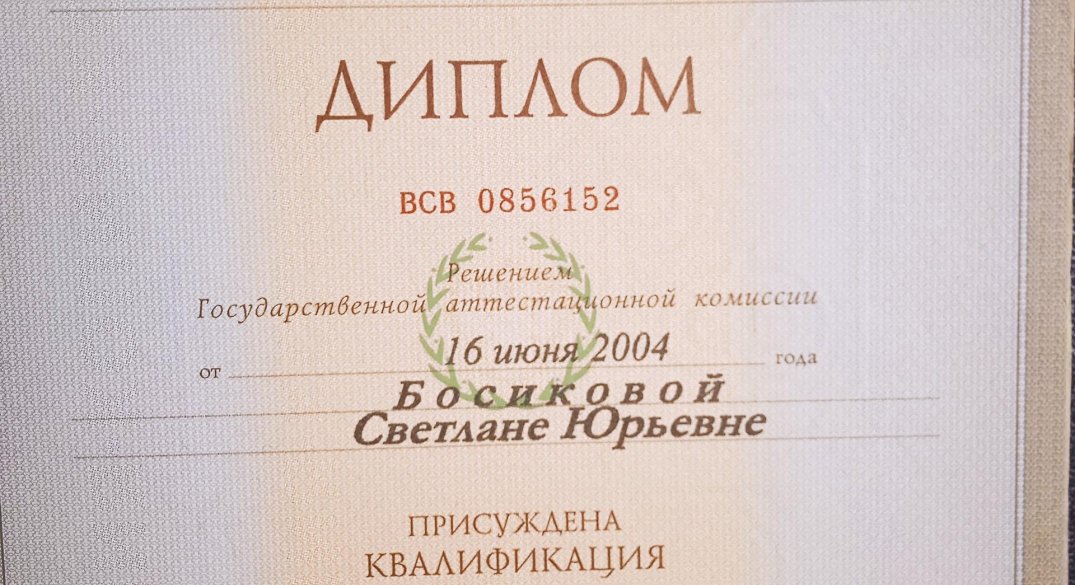 ДИПЛОМ
ВСВ 0856152
Решением
Государственной аттестационной комиссии
от 16 июня 2004 года
Босиковой
Светлане Юрьевне
ПРИСУЖДЕНА
КВАЛИФИКАЦИЯ